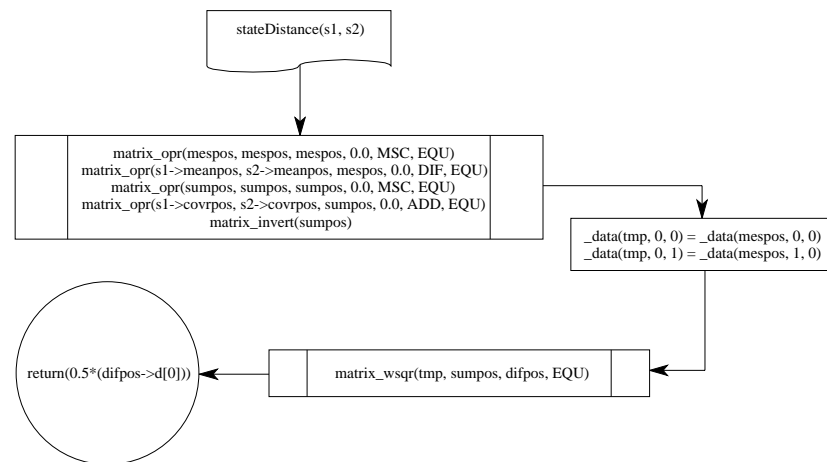 stateDistance(s1, s2)
matrix_opr(mespos, mespos, mespos, 0.0, MSC, EQU)
matrix_opr(s1->meanpos, s2->meanpos, mespos, 0.0, DIF, EQU)
matrix_opr(sumpos, sumpos, sumpos, 0.0, MSC, EQU)
matrix_opr(s1->covrpos, s2->covrpos, sumpos, 0.0, ADD, EQU)
matrix_invert(sumpos)
_data(tmp, 0, 0) = _data(mespos, 0, 0)
_data(tmp, 0, 1) = _data(mespos, 1, 0)
matrix_wsqr(tmp, sumpos, difpos, EQU)
return(0.5*(difpos->d[0]))